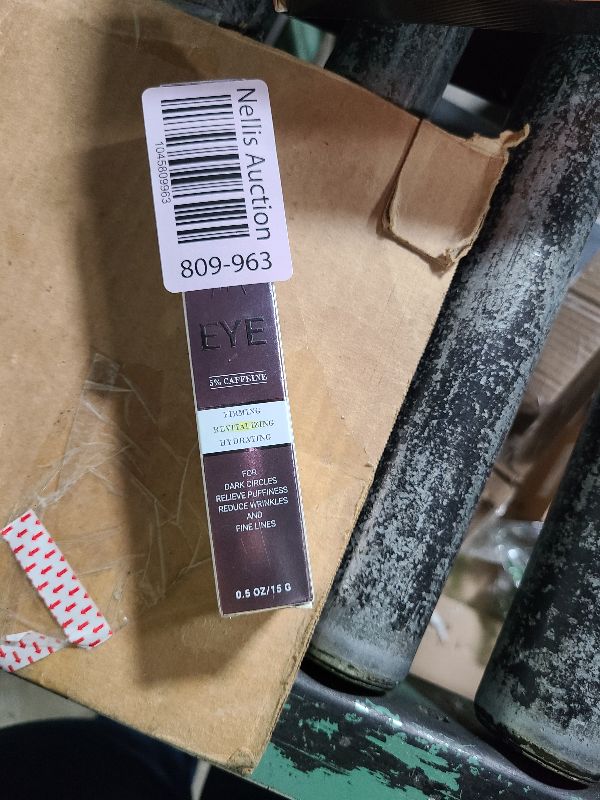 Nellis Auction
1045809963
809-963
EYE
5% CAFFEINE
FIRMING
REVITALIZING
HYDRATING
FOR
DARK CIRCLES
RELIEVE PUFFINESS
REDUCE WRINKLES
AND
FINE LINES
0.5 OZ/15 G